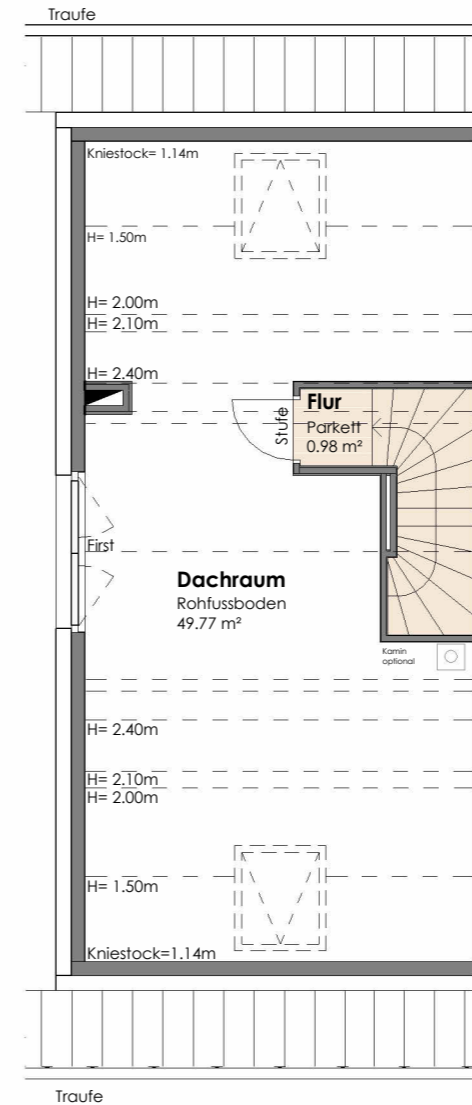 Traufe
Kniestock= 1.14m
H= 1.50m
H= 2.00m
H= 2.10m
H= 2.40m
Flur
Parkett
0.98 m²
Stufe
First
Dachraum
Rohfussboden
49.77 m²
Kamin
optional
H= 2.40m
H= 2.10m
H= 2.00m
H= 1.50m
Kniestock=1.14m
Traufe